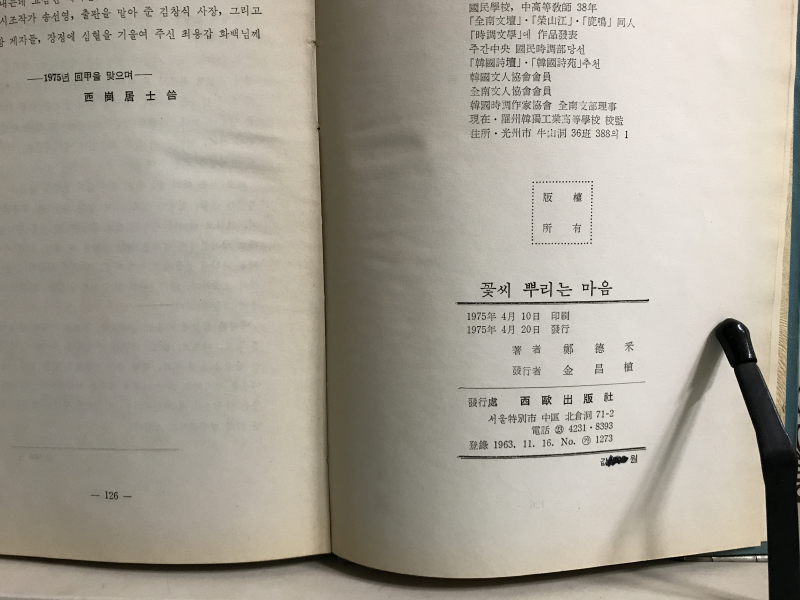 시조작가 송선영, 출판을 맡아 준 김창식 사장, 그리고
제자들, 장정에 심혈을 기울여 주신 최용갑 화백님께
—1975년 回甲을 맞으며—
西 崗 居 士 씀
— 126 —
國民學校, 中高等敎師 38年
「全南文壇」·「榮山江」·「鹿鳴」同人
「時調文學」에 作品發表
주간中央 國民時調部당선
「韓國詩壇」·「韓國詩苑」추천
韓國文人協會會員
全南文人協會會員
韓國時調作家協會 全南支部理事
現在·羅州韓獨工業高等學校 校監
住所·光州市 牛山洞 36班 388의 1
版 權
所 有
꽃씨 뿌리는 마음
1975年 4月 10日 印刷
1975年 4月 20日 發行
著 者 鄭 德 采
發行者 金 昌 植
發行處 西 歐 出 版 社
서울特別市 中區 北倉洞 71-2
電話 ㉓ 4231·8393
登錄 1963. 11. 16. No. ㉮ 1273
값 원